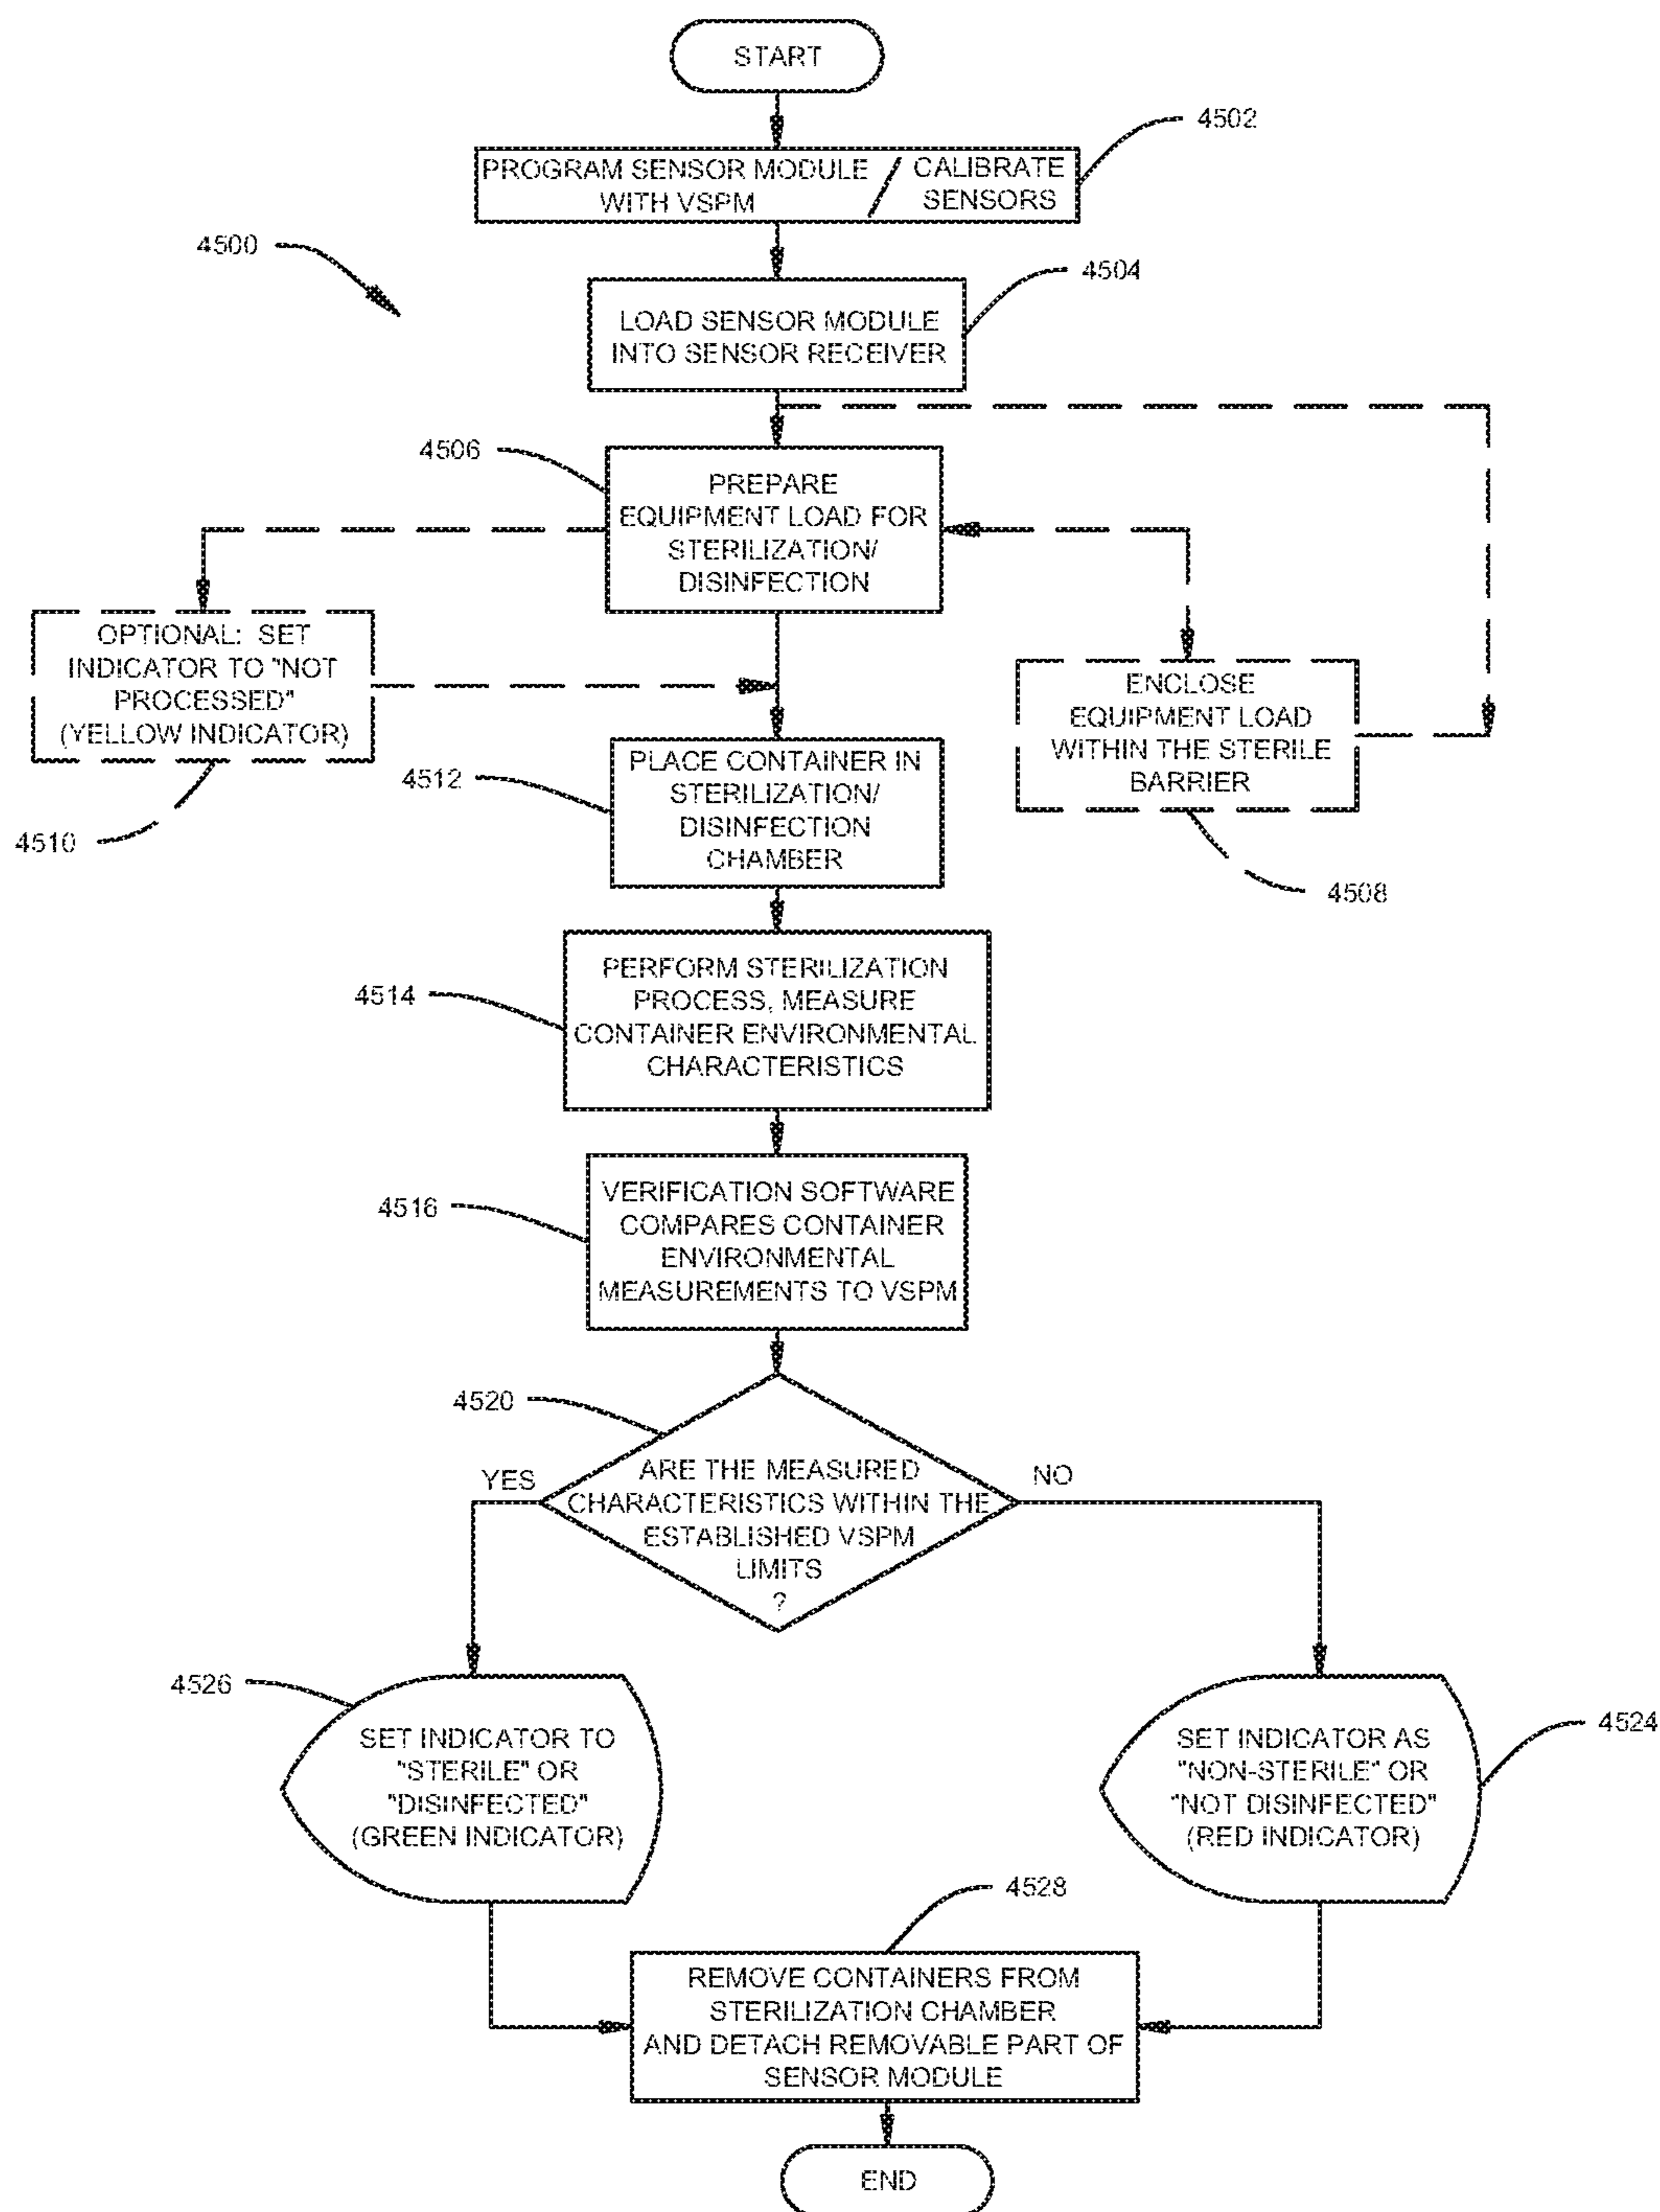 START
4502
PROGRAM SENSOR MODULE
WITH VSPM
/ CALIBRATE
SENSORS
4500
4504
LOAD SENSOR MODULE
INTO SENSOR RECEIVER
4506
PREPARE
EQUIPMENT LOAD FOR
STERILIZATION/
DISINFECTION
OPTIONAL: SET
INDICATOR TO "NOT
PROCESSED"
(YELLOW INDICATOR)
4510
ENCLOSE
EQUIPMENT LOAD
WITHIN THE STERILE
BARRIER
4508
4512
PLACE CONTAINER IN
STERILIZATION/
DISINFECTION
CHAMBER
4514
PERFORM STERILIZATION
PROCESS, MEASURE
CONTAINER ENVIRONMENTAL
CHARACTERISTICS
4516
VERIFICATION SOFTWARE
COMPARES CONTAINER
ENVIRONMENTAL
MEASUREMENTS TO VSPM
4520
YES
ARE THE MEASURED
CHARACTERISTICS WITHIN THE
ESTABLISHED VSPM
LIMITS
?
NO
4526
SET INDICATOR TO
"STERILE" OR
"DISINFECTED"
(GREEN INDICATOR)
4524
SET INDICATOR AS
"NON-STERILE" OR
"NOT DISINFECTED"
(RED INDICATOR)
4528
REMOVE CONTAINERS FROM
STERILIZATION CHAMBER
AND DETACH REMOVABLE PART OF
SENSOR MODULE
END